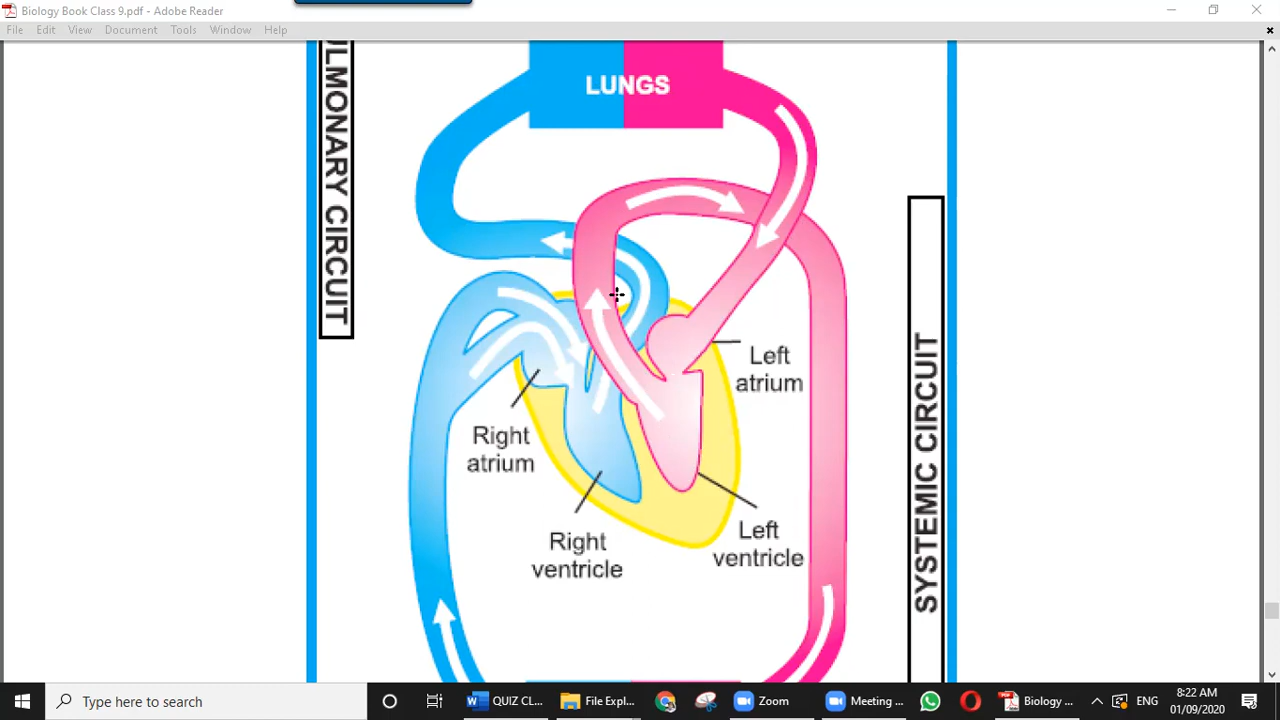 Biology Book Class 9.pdf - Adobe Reader
File Edit View Document Tools Window Help
LUNGS
ULMONARY CIRCUIT
SYSTEMIC CIRCUIT
Left
atrium
Right
atrium
Left
ventricle
Right
ventricle
Type here to search
QUIZ CL...
File Expl...
Zoom
Meeting ...
Biology ...
ENG
8:22 AM
01/09/2020